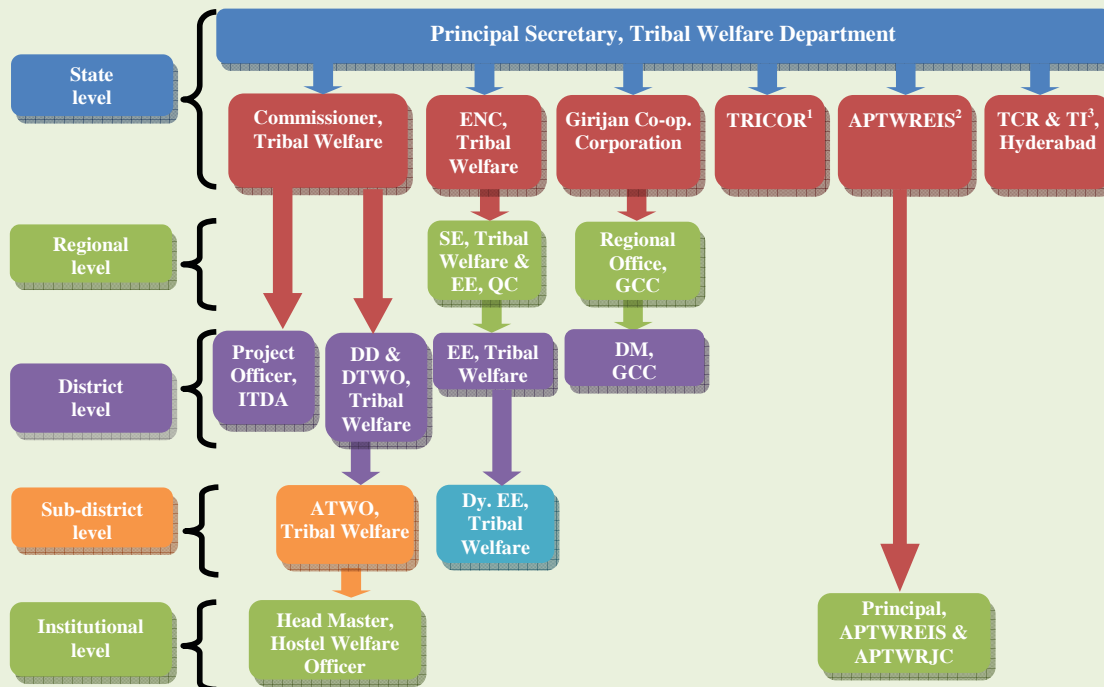 Principal Secretary, Tribal Welfare Department
State
level
Commissioner,
Tribal Welfare
ENC,
Tribal
Welfare
Girijan Co-op.
Corporation
TRICOR¹
APTWREIS²
TCR & TI³,
Hyderabad
Regional
level
SE, Tribal
Welfare &
EE, QC
Regional
Office,
GCC
District
level
Project
Officer,
ITDA
DD &
DTWO,
Tribal
Welfare
EE, Tribal
Welfare
DM,
GCC
Sub-district
level
ATWO,
Tribal Welfare
Dy. EE,
Tribal
Welfare
Institutional
level
Head Master,
Hostel Welfare
Officer
Principal,
APTWREIS &
APTWRJC